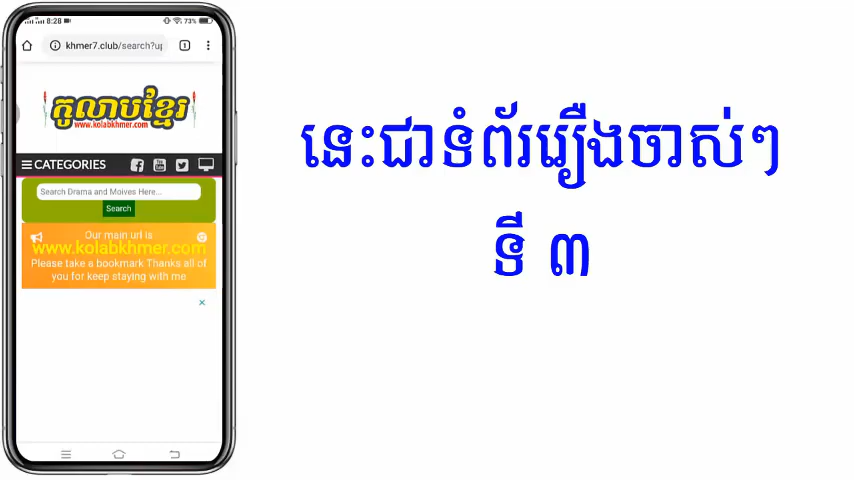 8:28
73%
khmer7.club/search?up
1
កូលាបខ្មែរ
www.kolabkhmer.com
CATEGORIES
Search Drama and Moives Here...
Search
Our main url is
www.kolabkhmer.com
Please take a bookmark Thanks all of
you for keep staying with me
នេះជាទំព័ររឿងចាស់ៗ
ទី ៣